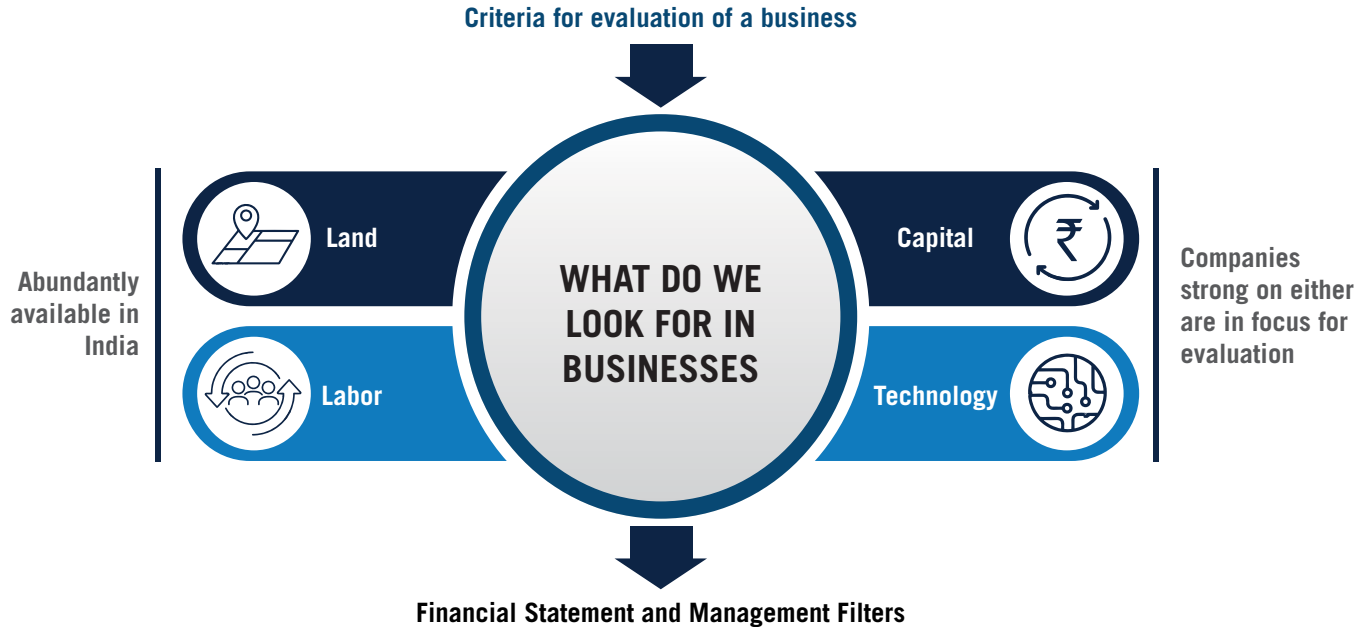 Criteria for evaluation of a business
Abundantly
available in
India
Land
Labor
WHAT DO WE
LOOK FOR IN
BUSINESSES
Capital
₹
Technology
Companies
strong on either
are in focus for
evaluation
Financial Statement and Management Filters